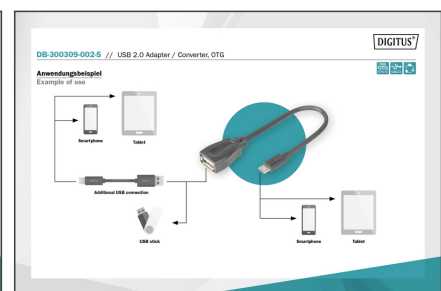 DIGITUS®
DB-300309-002-S // USB 2.0 Adapter / Converter, OTG
Anwendungsbeispiel
Example of use
OTG
Smartphone
Tablet
Additional USB connection
USB stick
Smartphone
Tablet